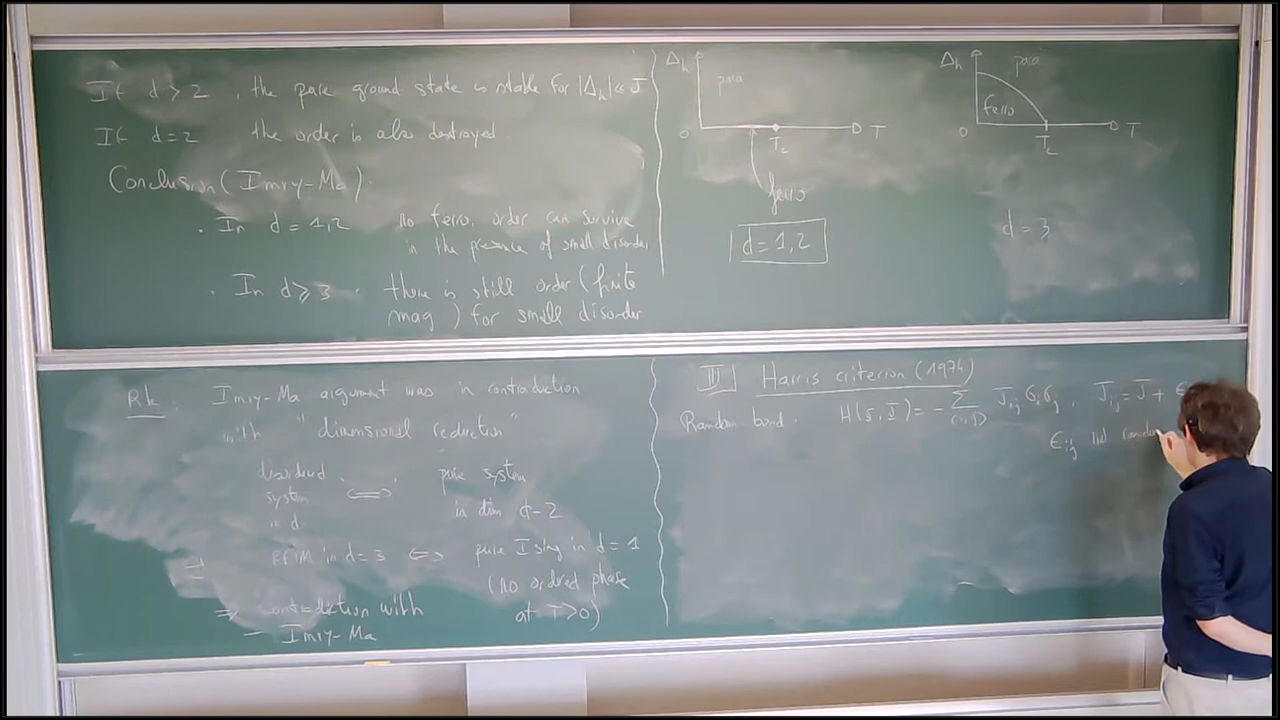 If d > 2 , the pure ground state is stable for |Δ_h| ≪ J
If d = 2 the order is also destroyed.
Conclusion (Imry-Ma).
. In d = 1,2 no ferro. order can survive
in the presence of small disorder
. In d ⩾ 3 . there is still order (finite
mag ) for small disorder
Δ_h
para
0
T_c
T
ferro
d = 1,2
Δ_h
para
ferro
0
T_c
T
d = 3
Rk : Imry-Ma argument was in contradiction
with "dimensional reduction"
disordered system in d ⟺ pure system in dim d-2
⇒ RFIM in d = 3 ⟺ pure Ising in d = 1
(no ordered phase
at T>0)
⇒ contradiction with
Imry-Ma
III] Harris criterion (1974)
Random bond . H(s, J) = - Σ_(i,j) J_ij σ_i σ_j , J_ij = J +
ε_ij iid random